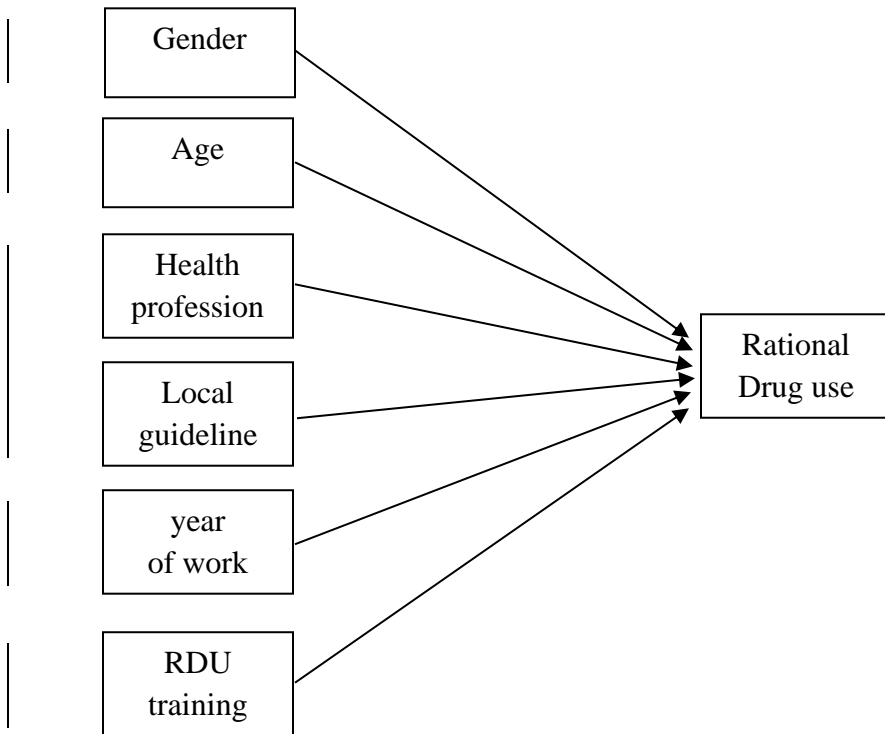 Gender
Age
Health
profession
Local
guideline
year
of work
RDU
training
Rational
Drug use